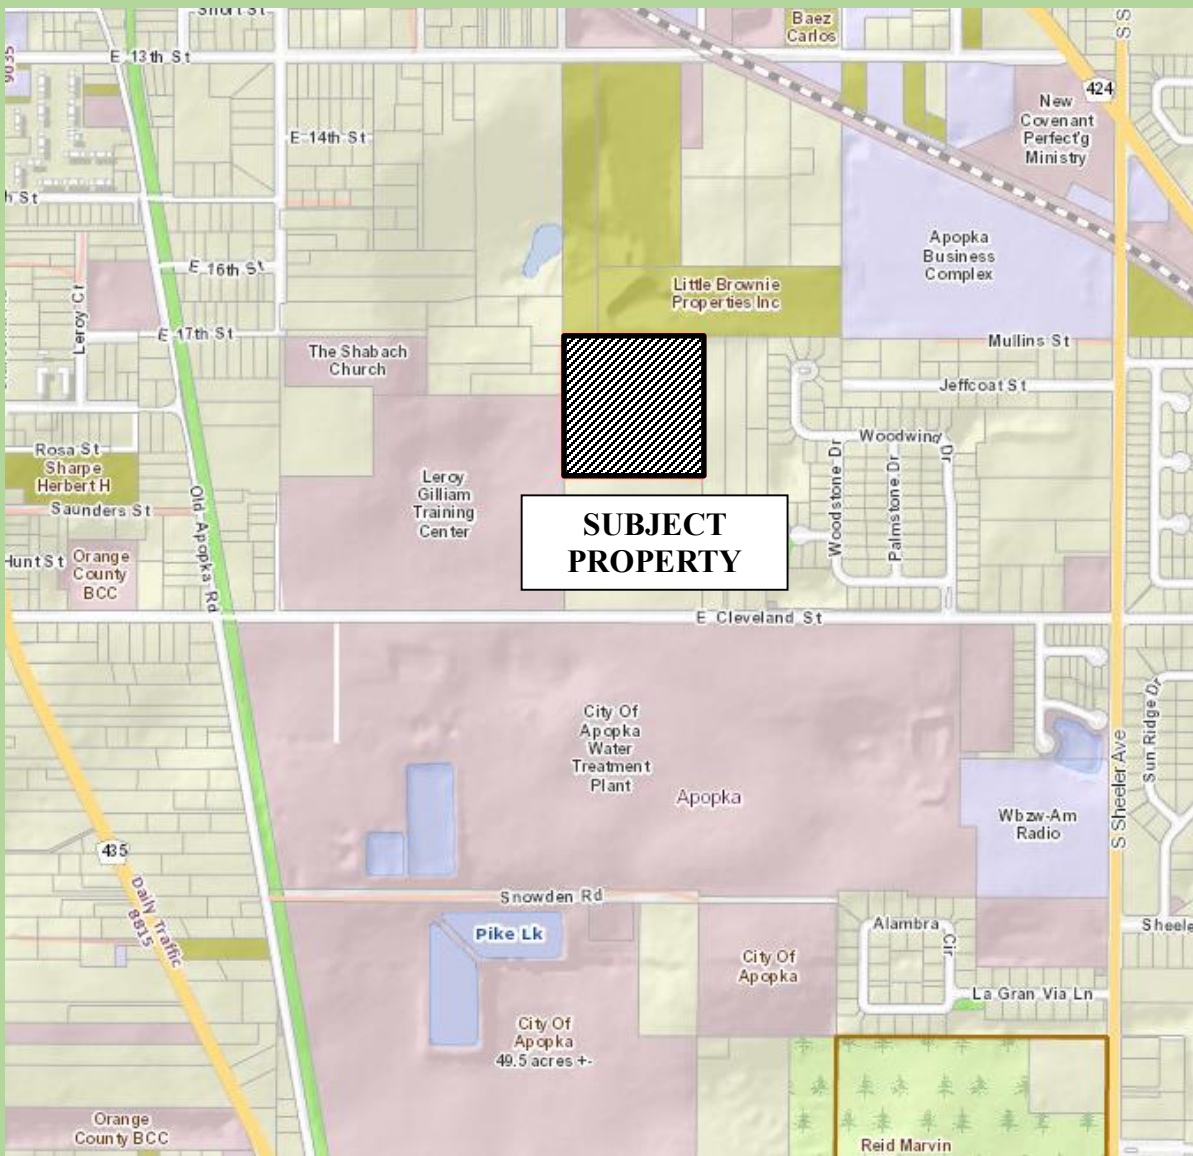 Short St
Baez
Carlos
S S
E 13th St
9035
424
New
Covenant
Perfect'g
Ministry
E 14th St
h St
Apopka
Business
Complex
E 16th St
Little Brownie
Properties Inc
Leroy Ct
E 17th St
The Shabach
Church
Mullins St
Jeffcoat St
Woodwind Dr
Rosa St
Sharpe
Herbert H
Saunders St
Old Apopka Rd
Leroy
Gilliam
Training
Center
Woodstone Dr
Palmstone Dr
SUBJECT
PROPERTY
Hunt St
Orange
County
BCC
E Cleveland St
City Of
Apopka
Water
Treatment
Plant
Apopka
Sun Ridge Dr
S Sheeler Ave
Wbzw-Am
Radio
435
Daily Traffic
8815
Snowden Rd
Pike Lk
Alambra Cir
Sheele
City Of
Apopka
La Gran Via Ln
City Of
Apopka
49.5 acres +-
Orange
County BCC
Reid Marvin